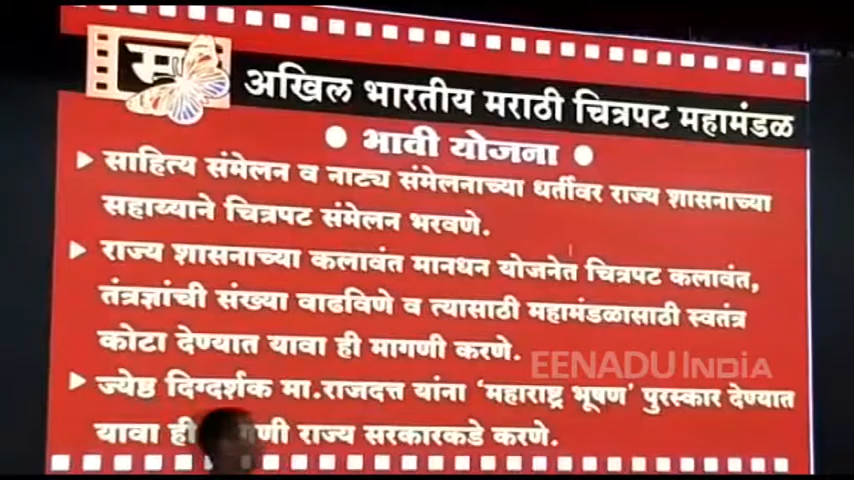 म
अखिल भारतीय मराठी चित्रपट महामंडळ
भावी योजना
साहित्य संमेलन व नाट्य संमेलनाच्या धर्तीवर राज्य शासनाच्या
सहाय्याने चित्रपट संमेलन भरवणे.
राज्य शासनाच्या कलावंत मानधन योजनेत चित्रपट कलावंत,
तंत्रज्ञांची संख्या वाढविणे व त्यासाठी महामंडळासाठी स्वतंत्र
कोटा देण्यात यावा ही मागणी करणे.
EENADU INDIA
ज्येष्ठ दिग्दर्शक मा.राजदत्त यांना 'महाराष्ट्र भूषण' पुरस्कार देण्यात
यावा ही राज्य सरकारकडे करणे.